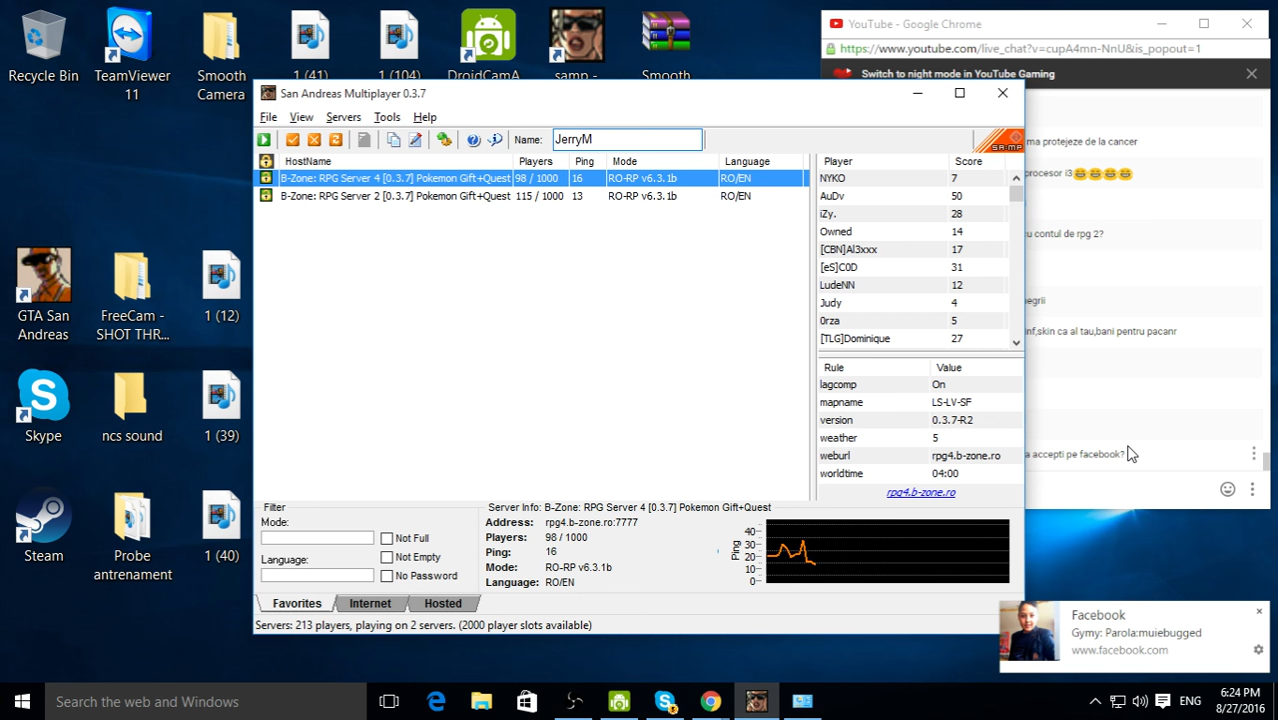 Recycle Bin
TeamViewer 11
Smooth Camera
1 (41)
1 (104)
DroidCamA
samp -
Smooth
GTA San Andreas
FreeCam - SHOT THR...
1 (12)
Skype
ncs sound
1 (39)
Steam
Probe antrenament
1 (40)
San Andreas Multiplayer 0.3.7
File View Servers Tools Help
Name: JerryM
SA:MP
HostName Players Ping Mode Language
B-Zone: RPG Server 4 [0.3.7] Pokemon Gift+Quest 98 / 1000 16 RO-RP v6.3.1b RO/EN
B-Zone: RPG Server 2 [0.3.7] Pokemon Gift+Quest 115 / 1000 13 RO-RP v6.3.1b RO/EN
Player Score
NYKO 7
AuDv 50
iZy. 28
Owned 14
[CBN]Al3xxx 17
[eS]C0D 31
LudeNN 12
Judy 4
0rza 5
[TLG]Dominique 27
Rule Value
lagcomp On
mapname LS-LV-SF
version 0.3.7-R2
weather 5
weburl rpg4.b-zone.ro
worldtime 04:00
rpg4.b-zone.ro
Filter
Mode:
Not Full
Not Empty
Language:
No Password
Server Info: B-Zone: RPG Server 4 [0.3.7] Pokemon Gift+Quest
Address: rpg4.b-zone.ro:7777
Players: 98 / 1000
Ping: 16
Mode: RO-RP v6.3.1b
Language: RO/EN
Ping
40
30
20
10
0
Favorites Internet Hosted
Servers: 213 players, playing on 2 servers. (2000 player slots available)
YouTube - Google Chrome
https://www.youtube.com/live_chat?v=cupA4mn-NnU&is_popout=1
Switch to night mode in YouTube Gaming
ma protejeze de la cancer
procesor i3😂😂😂😂
cu contul de rpg 2?
negrii
inf,skin ca al tau,bani pentru pacanr
a accepti pe facebook?
Facebook
Gymy: Parola:muiebugged
www.facebook.com
Search the web and Windows
ENG
6:24 PM
8/27/2016